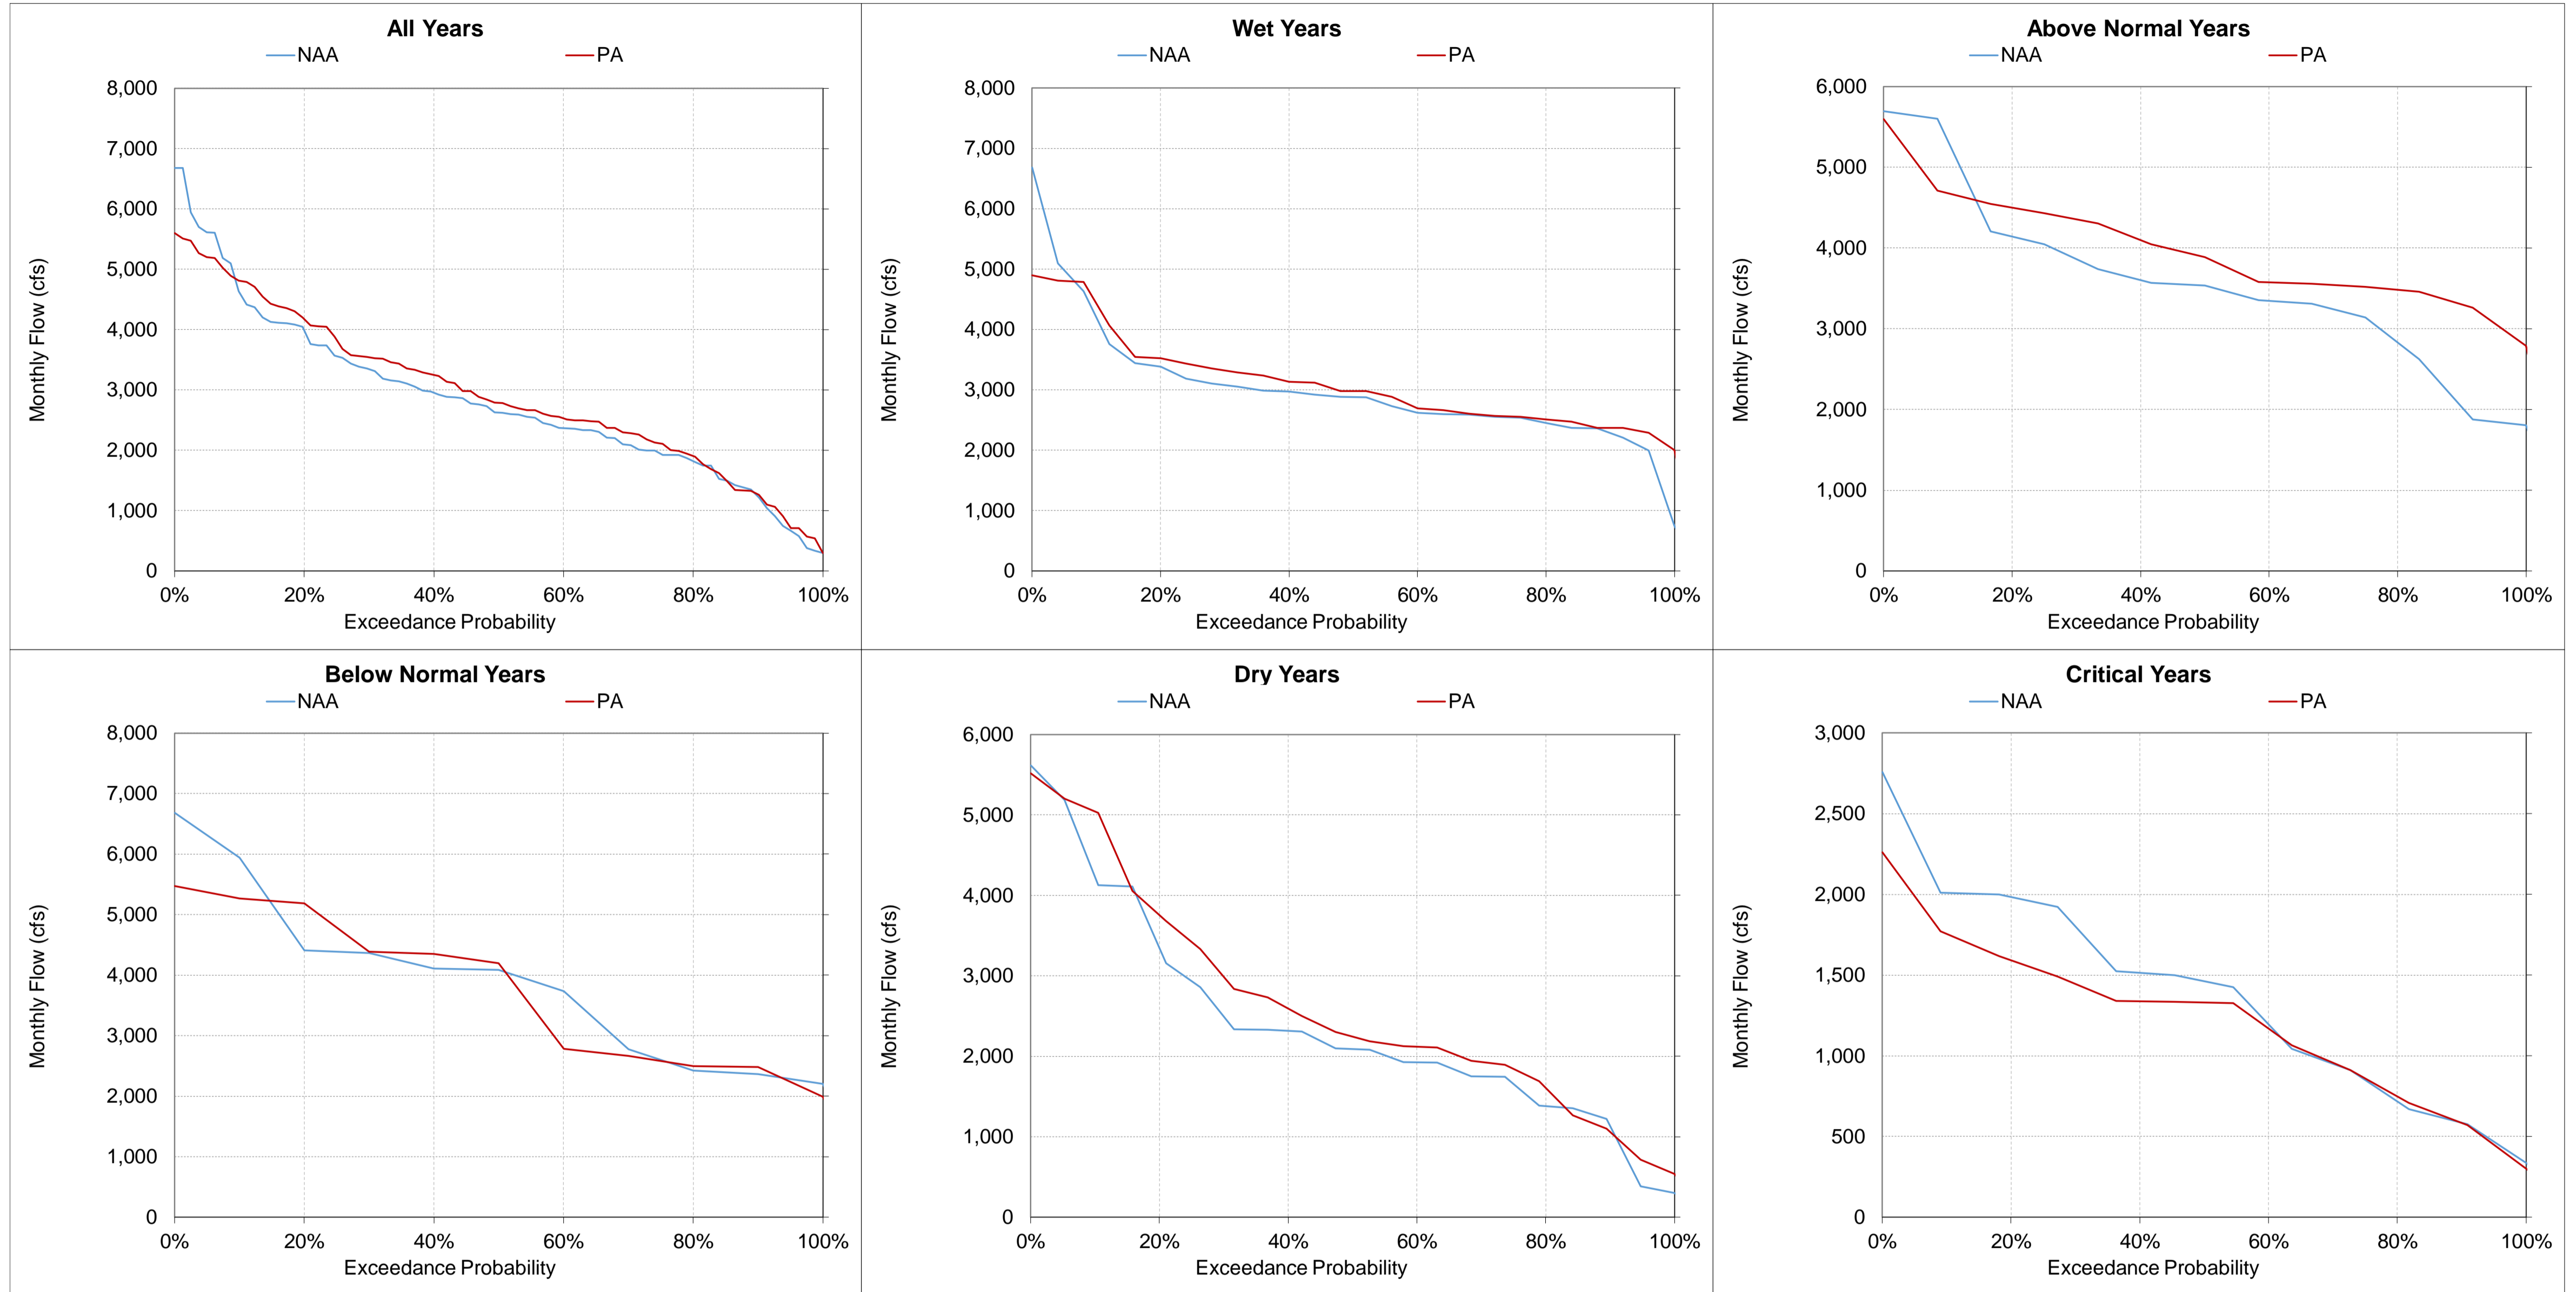 All Years
NAA PA
8,000
7,000
6,000
5,000
4,000
3,000
2,000
1,000
0
Monthly Flow (cfs)
0% 20% 40% 60% 80% 100%
Exceedance Probability
Wet Years
NAA PA
8,000
7,000
6,000
5,000
4,000
3,000
2,000
1,000
0
Monthly Flow (cfs)
0% 20% 40% 60% 80% 100%
Exceedance Probability
Above Normal Years
NAA PA
6,000
5,000
4,000
3,000
2,000
1,000
0
Monthly Flow (cfs)
0% 20% 40% 60% 80% 100%
Exceedance Probability
Below Normal Years
NAA PA
8,000
7,000
6,000
5,000
4,000
3,000
2,000
1,000
0
Monthly Flow (cfs)
0% 20% 40% 60% 80% 100%
Exceedance Probability
Dry Years
NAA PA
6,000
5,000
4,000
3,000
2,000
1,000
0
Monthly Flow (cfs)
0% 20% 40% 60% 80% 100%
Exceedance Probability
Critical Years
NAA PA
3,000
2,500
2,000
1,500
1,000
500
0
Monthly Flow (cfs)
0% 20% 40% 60% 80% 100%
Exceedance Probability